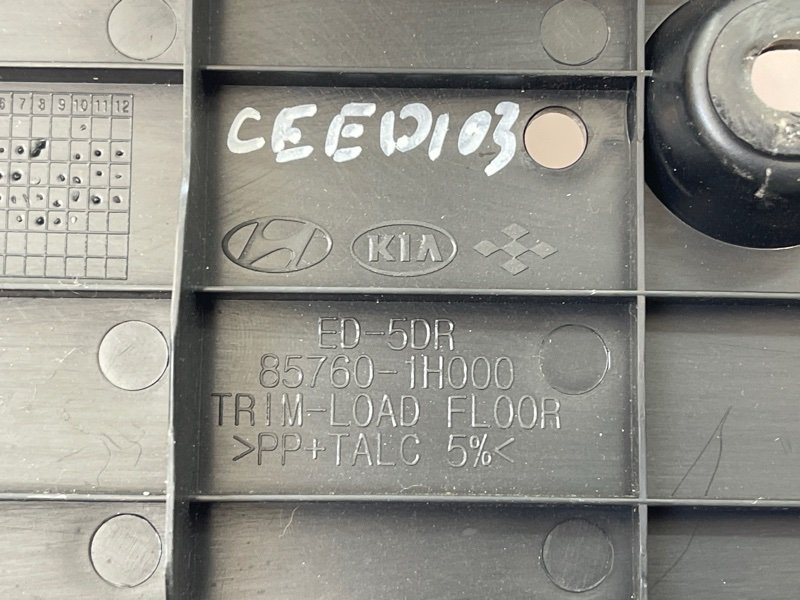 6 7 8 9 10 11 12
CEED103
KIA
ED-5DR
85760-1H000
TRIM-LOAD FLOOR
>PP+TALC 5%<